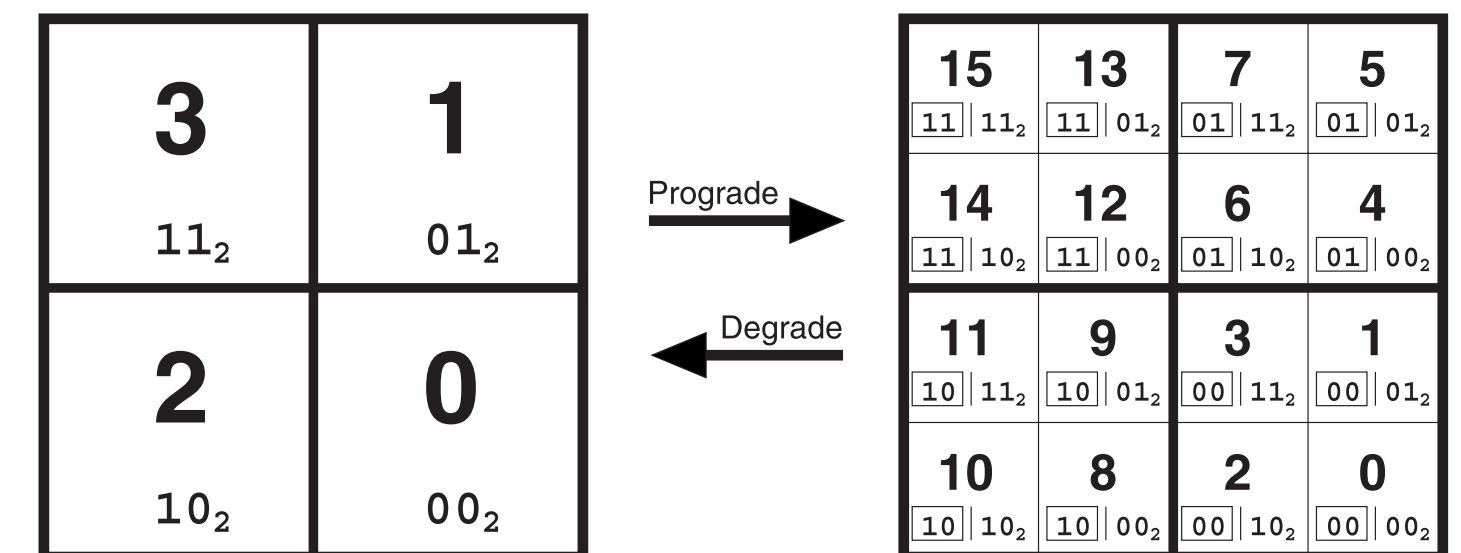 3 1
11₂ 01₂
2 0
10₂ 00₂
Prograde
Degrade
15 13 7 5
11|11₂ 11|01₂ 01|11₂ 01|01₂
14 12 6 4
11|10₂ 11|00₂ 01|10₂ 01|00₂
11 9 3 1
10|11₂ 10|01₂ 00|11₂ 00|01₂
10 8 2 0
10|10₂ 10|00₂ 00|10₂ 00|00₂